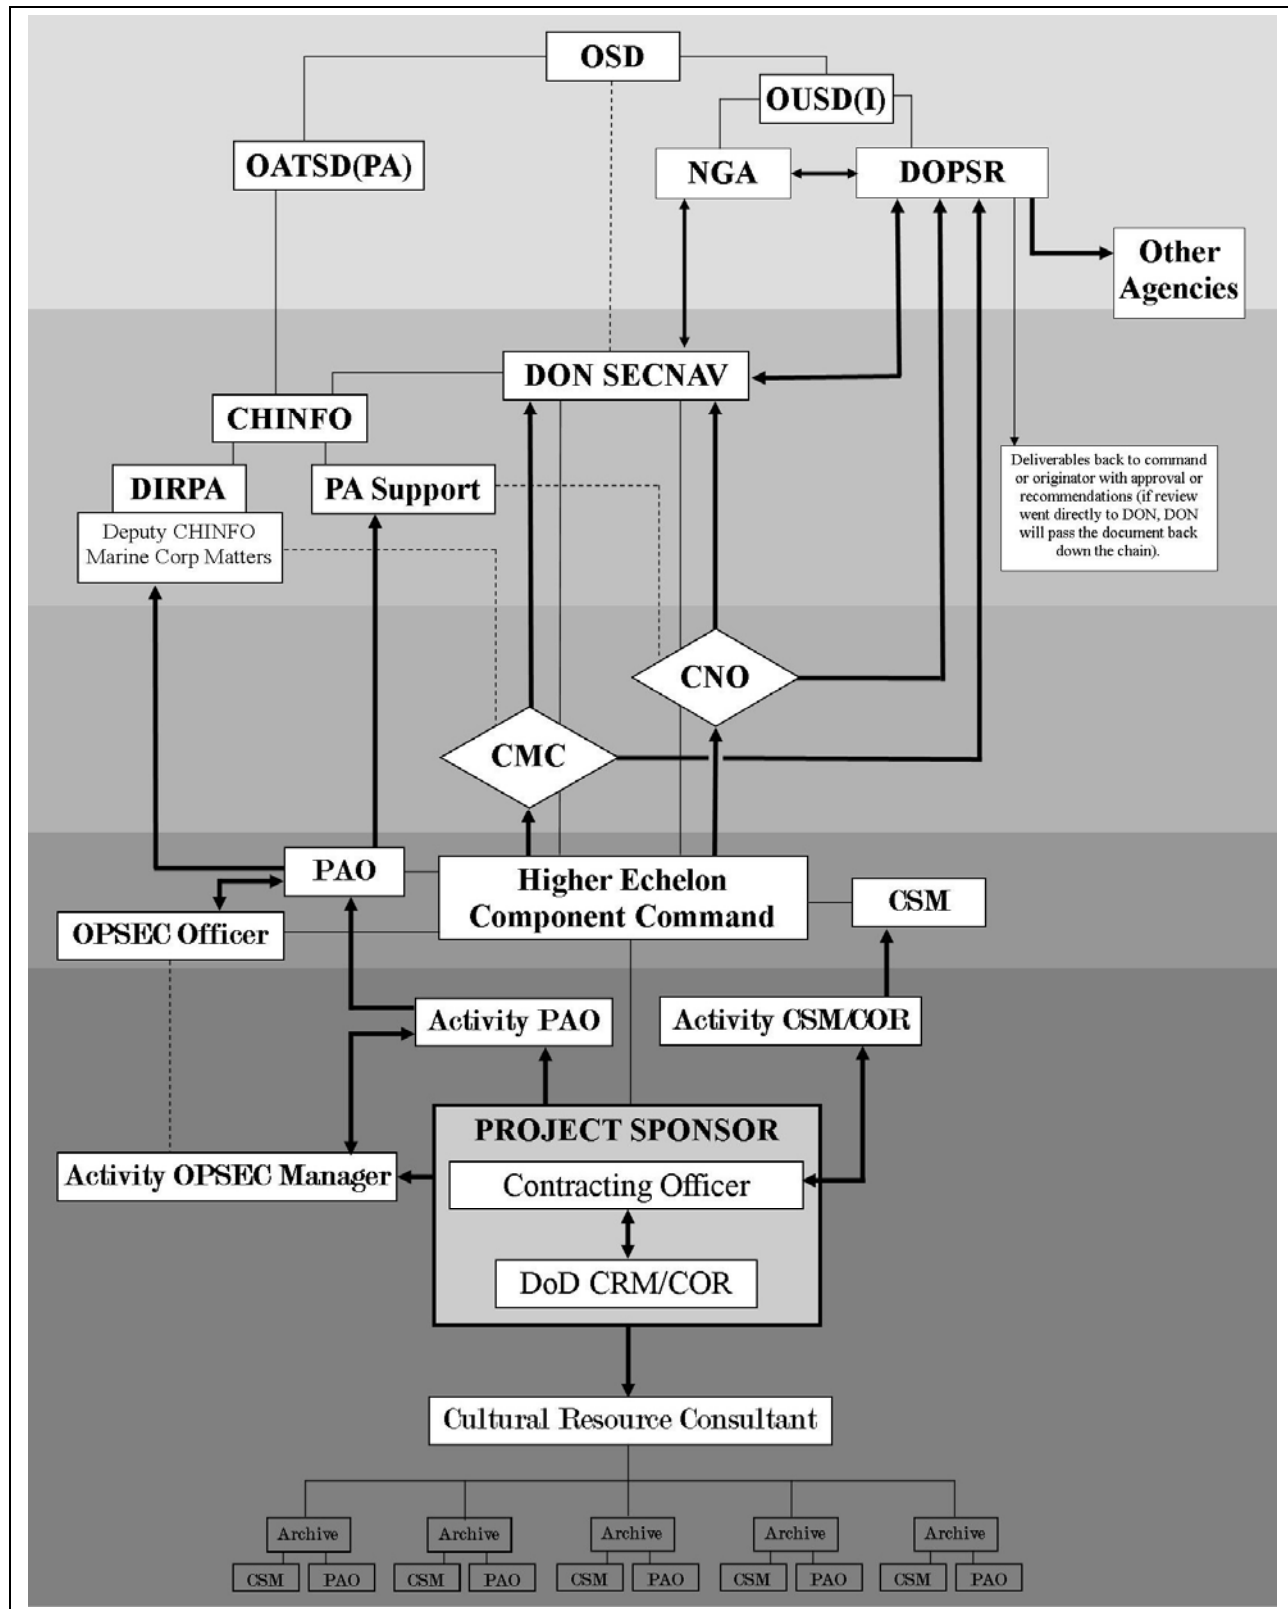 OSD
OUSD(I)
OATSD(PA)
NGA
DOPSR
Other
Agencies
DON SECNAV
CHINFO
DIRPA
PA Support
Deputy CHINFO
Marine Corp Matters
Deliverables back to command
or originator with approval or
recommendations (if review
went directly to DON, DON
will pass the document back
down the chain).
CNO
CMC
PAO
Higher Echelon
Component Command
CSM
OPSEC Officer
Activity PAO
Activity CSM/COR
PROJECT SPONSOR
Activity OPSEC Manager
Contracting Officer
DoD CRM/COR
Cultural Resource Consultant
Archive
Archive
Archive
Archive
Archive
CSM
PAO
CSM
PAO
CSM
PAO
CSM
PAO
CSM
PAO